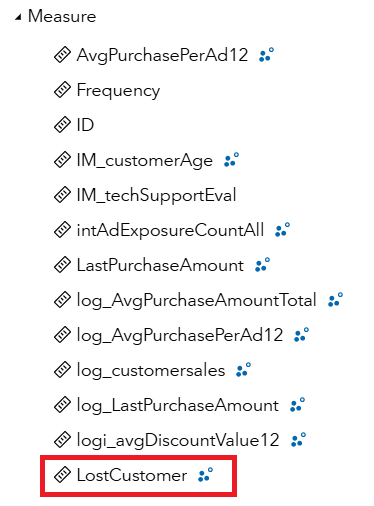 Measure
AvgPurchasePerAd12
Frequency
ID
IM_customerAge
IM_techSupportEval
intAdExposureCountAll
LastPurchaseAmount
log_AvgPurchaseAmountTotal
log_AvgPurchasePerAd12
log_customersales
log_LastPurchaseAmount
logi_avgDiscountValue12
LostCustomer